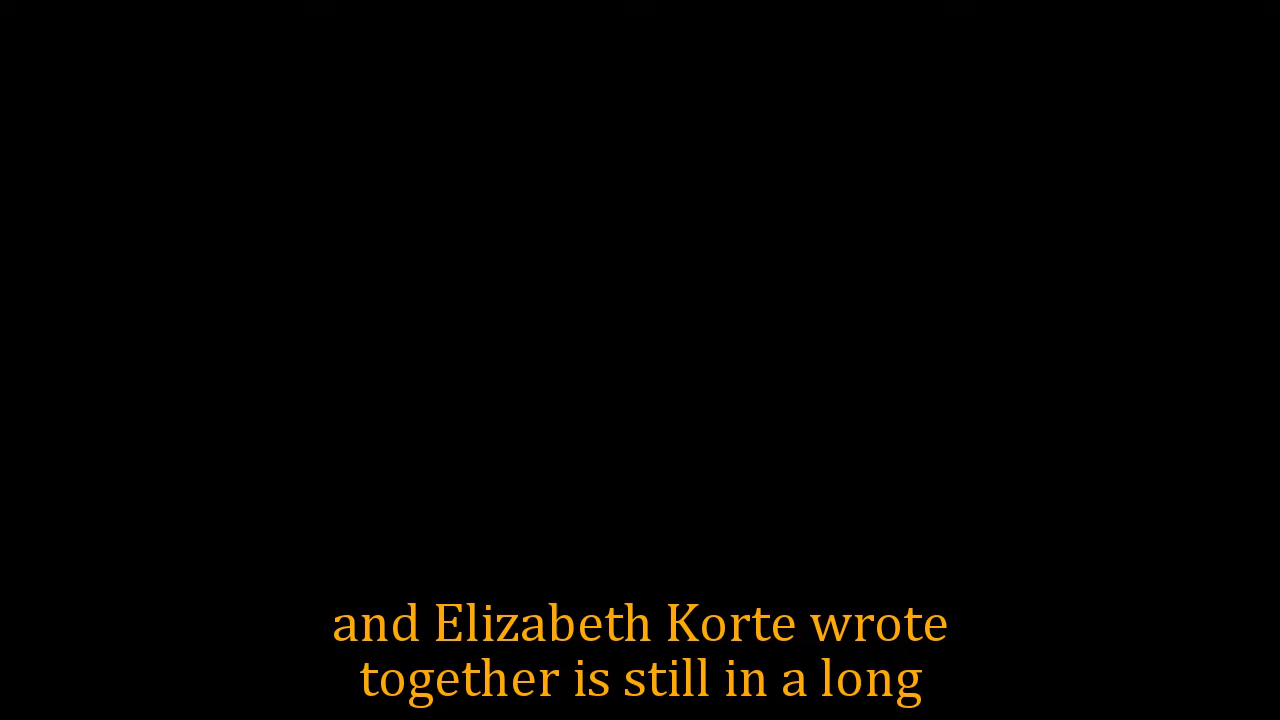 and Elizabeth Korte wrote
together is still in a long